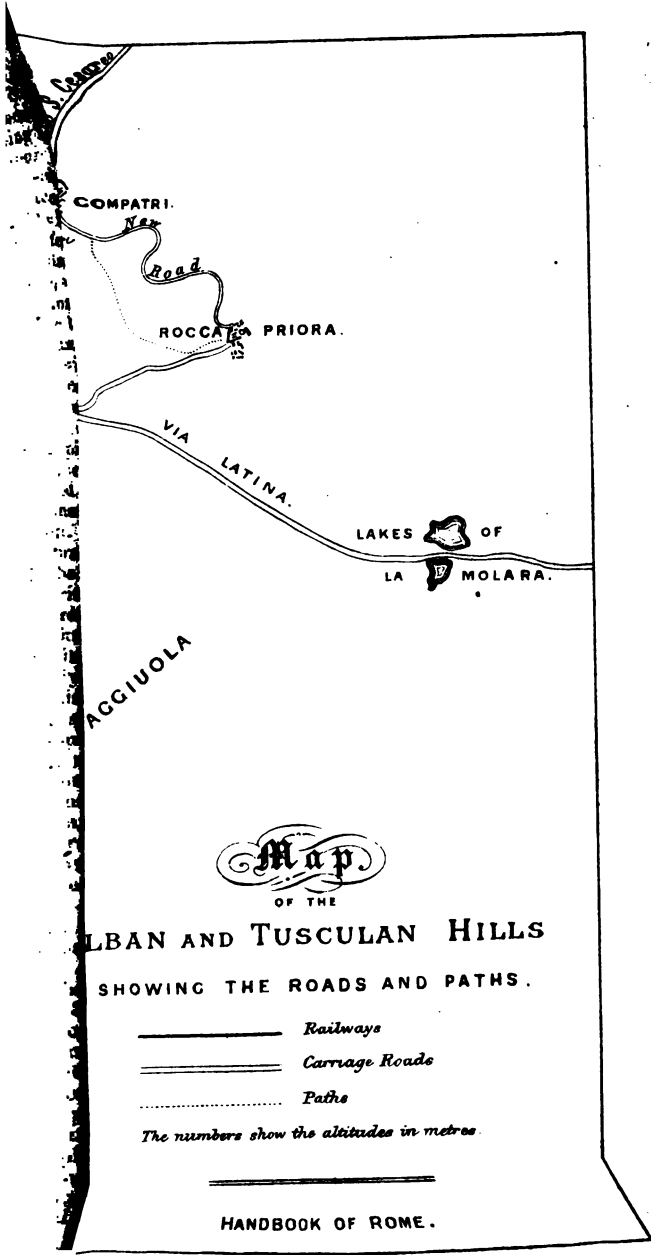 S. Cesareo
COMPATRI.
New
Road.
ROCCA PRIORA.
VIA
LATINA.
LAKES OF
LA MOLARA.
AGGIUOLA
Map
OF THE
LBAN AND TUSCULAN HILLS
SHOWING THE ROADS AND PATHS.
Railways
Carriage Roads
Paths
The numbers show the altitudes in metres.
HANDBOOK OF ROME.